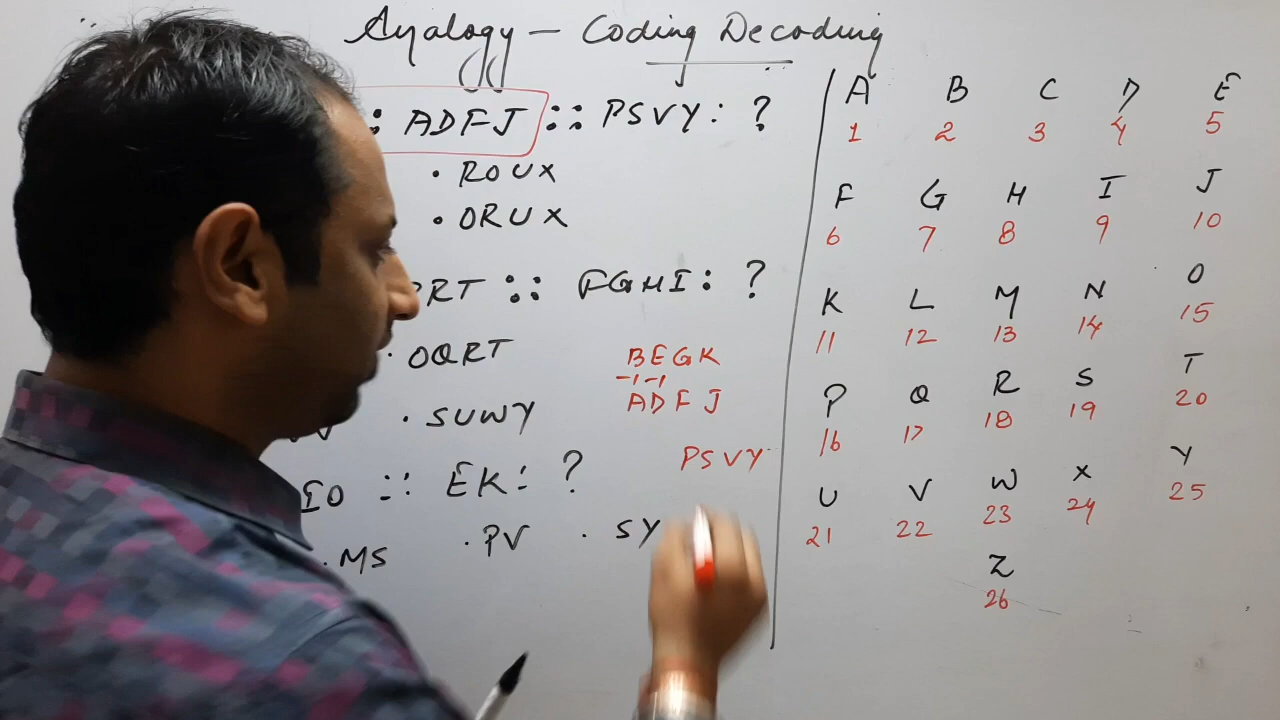 Analogy – Coding Decoding
: ADFJ :: PSVY : ?
• ROUX
• ORUX
QRT :: FGHI : ?
· OQRT
· SUWY
EO :: EK : ?
· MS · PV · SY
BEGK
-1 -1
ADFJ
PSVY
A B C D E
1 2 3 4 5
F G H I J
6 7 8 9 10
K L M N O
11 12 13 14 15
P Q R S T
16 17 18 19 20
U V W X Y
21 22 23 24 25
Z
26